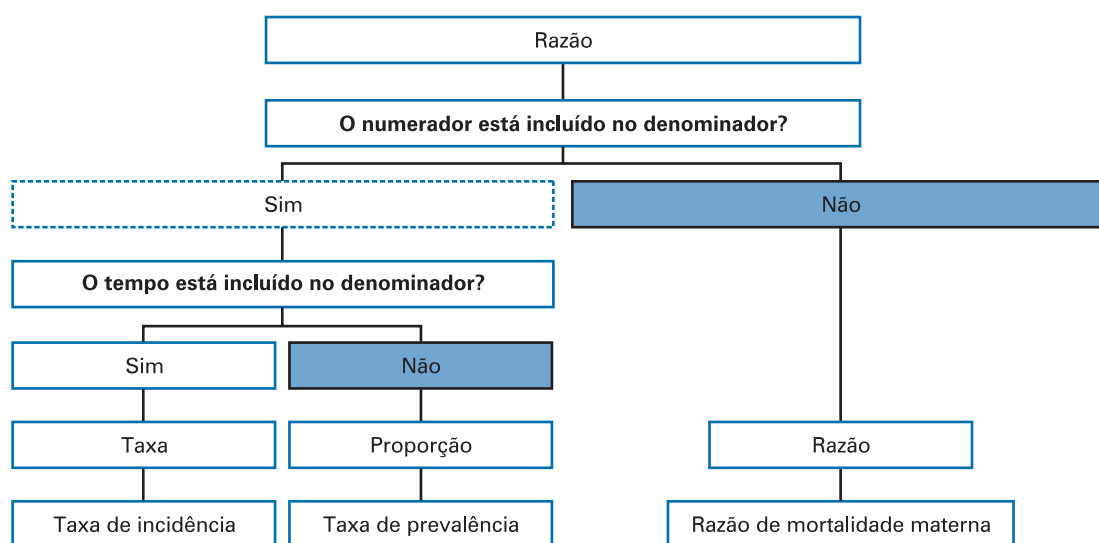 Razão
O numerador está incluído no denominador?
Sim
Não
O tempo está incluído no denominador?
Sim
Não
Taxa
Proporção
Razão
Taxa de incidência
Taxa de prevalência
Razão de mortalidade materna